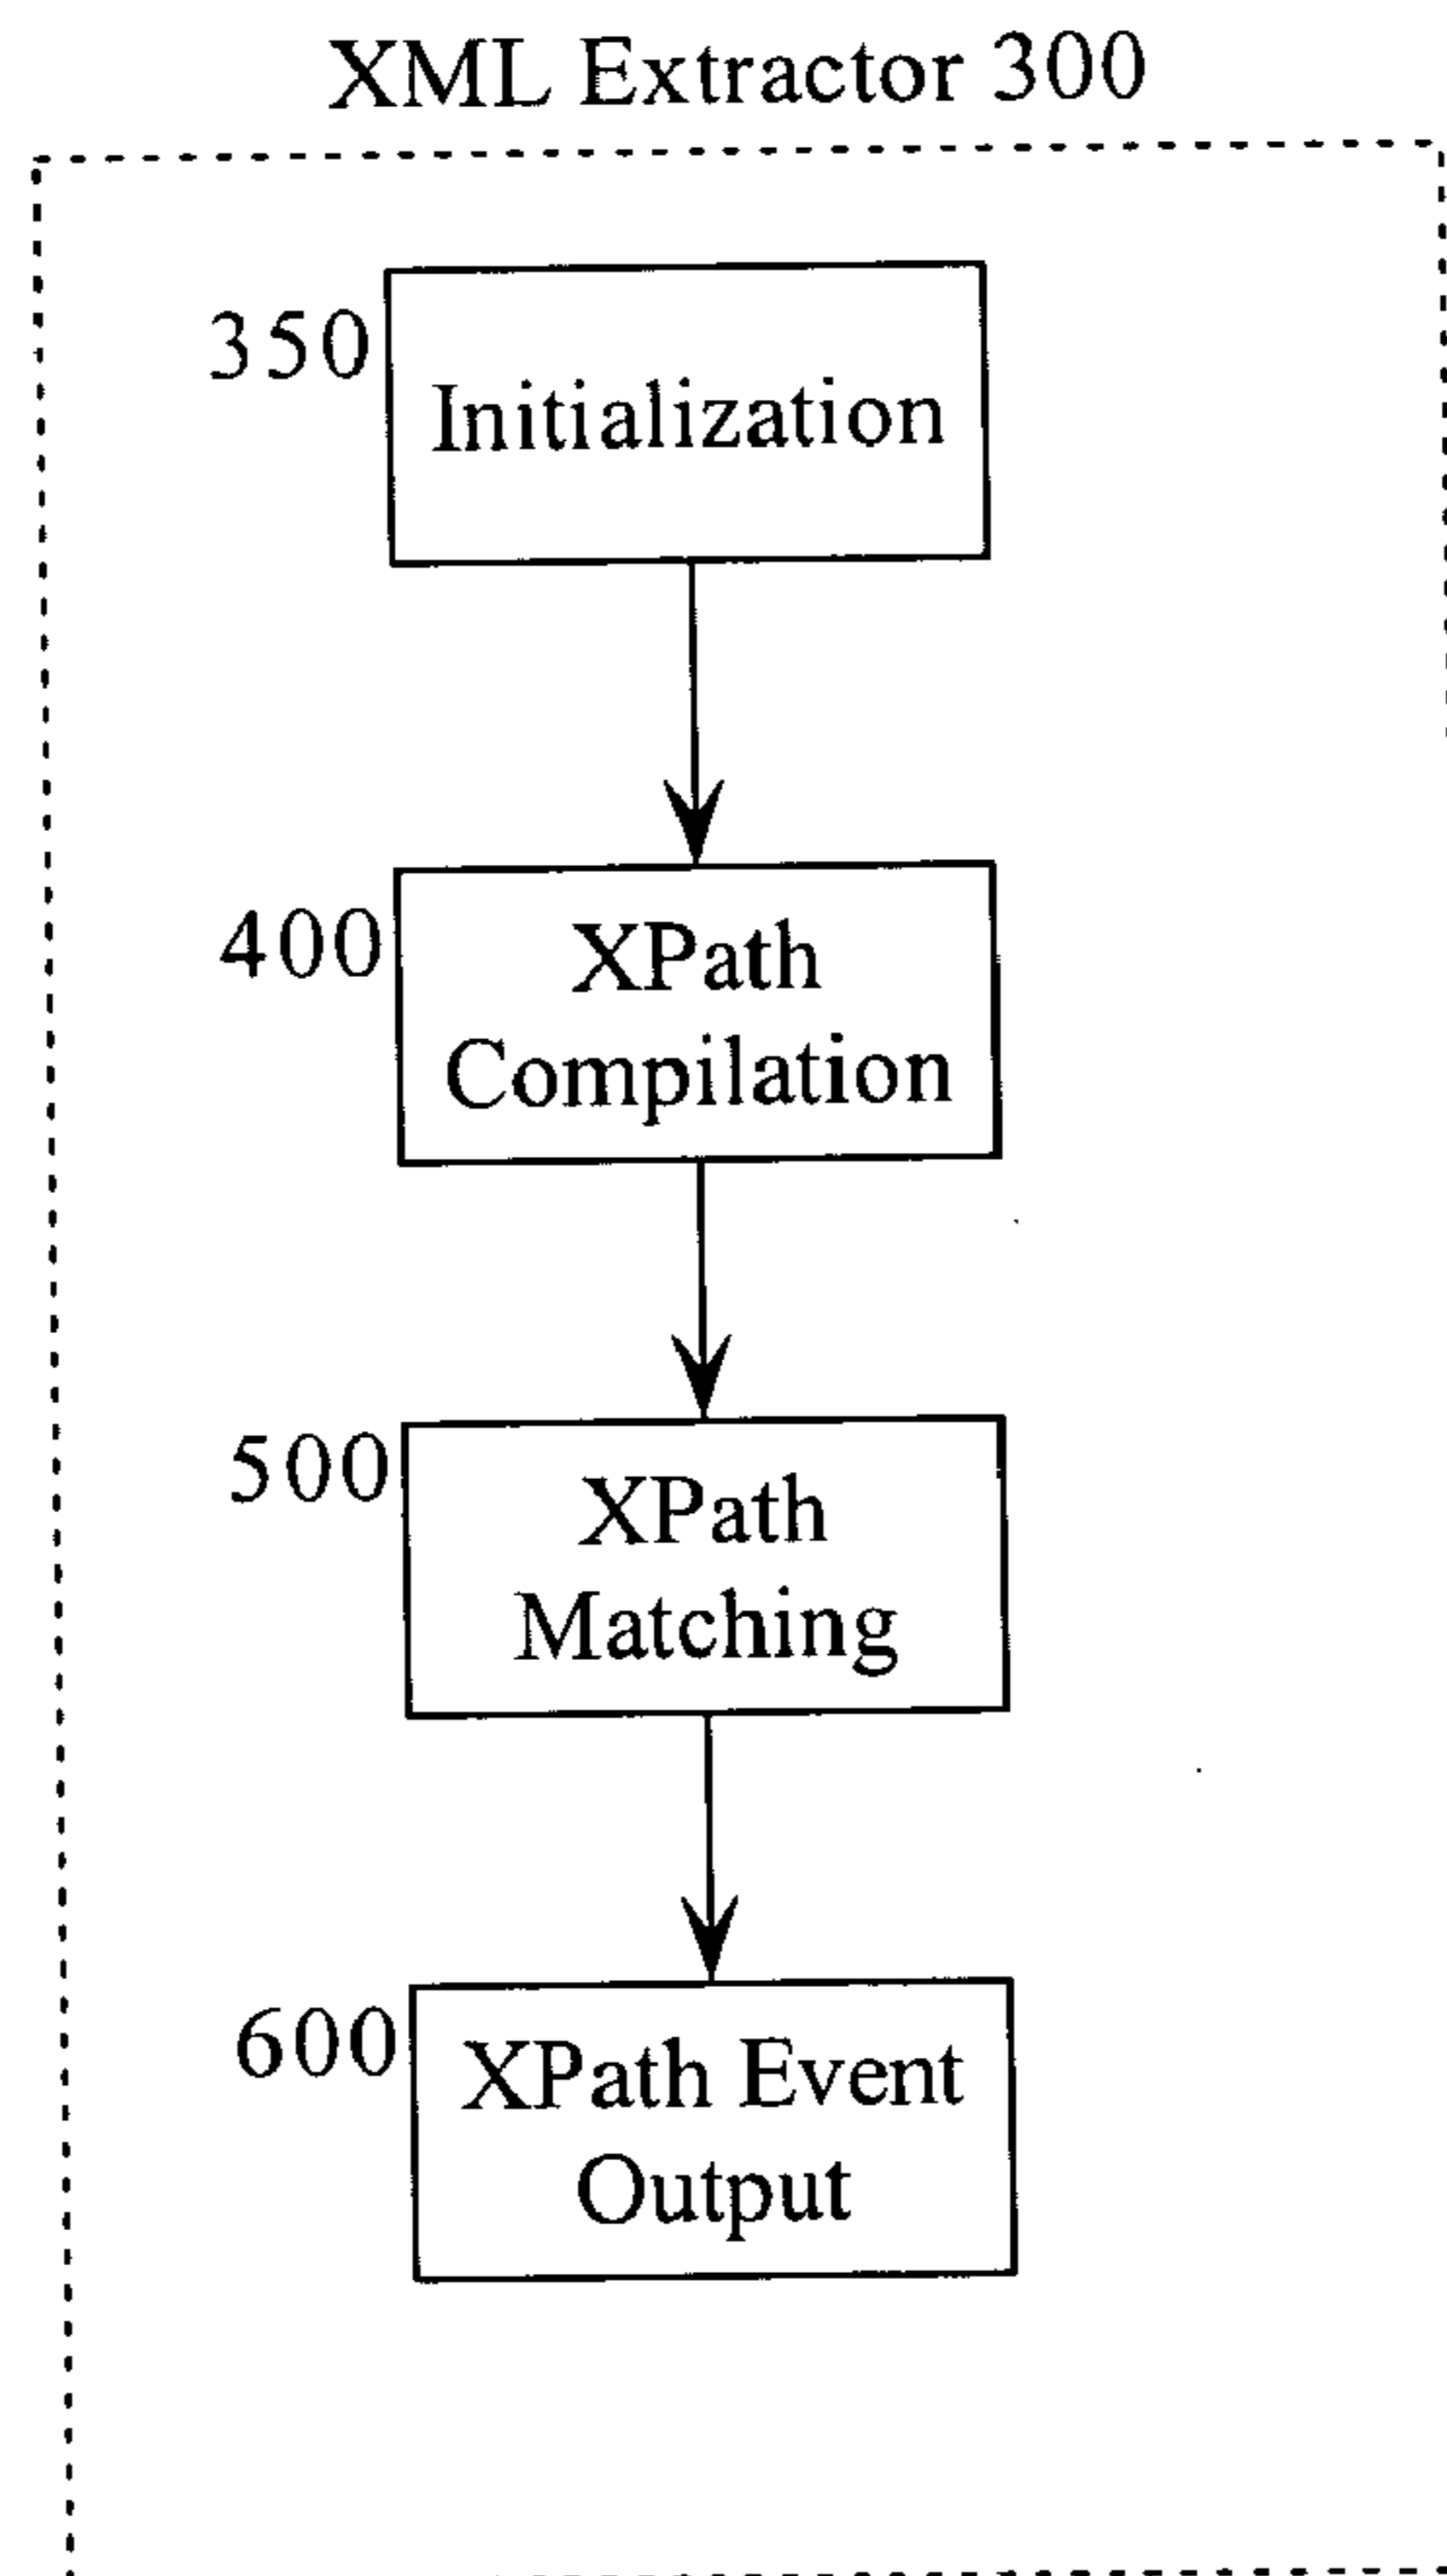 XML Extractor 300
350
Initialization
400
XPath
Compilation
500
XPath
Matching
600
XPath Event
Output